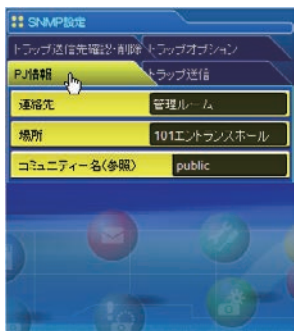 SNMP設定
トラップ送信先確認・削除 トラップオプション
PJ情報 トラップ送信
連絡先 管理ルーム
場所 101エントランスホール
コミュニティー名(参照) public